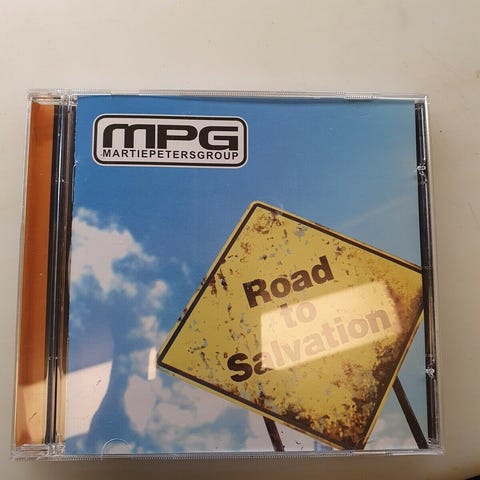 MPG
MARTIEPETERSGROUP
Road
to
Salvation